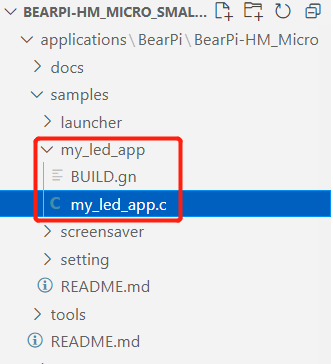 BEARPI-HM_MICRO_SMAL...
applications\BearPi\BearPi-HM_Micro
docs
samples
launcher
my_led_app
BUILD.gn
C my_led_app.c
screensaver
setting
README.md
tools
README.md